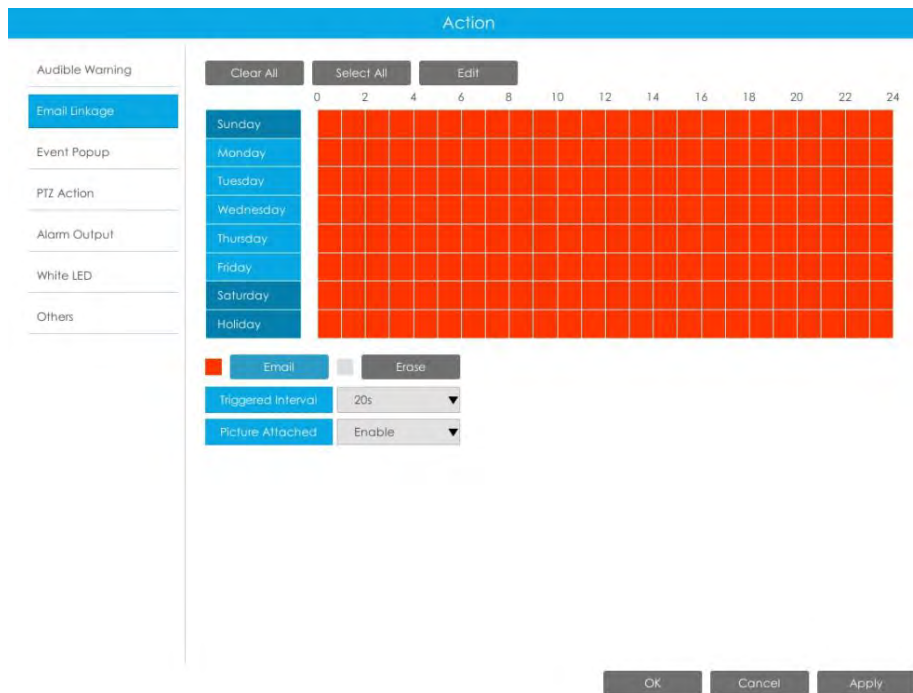 Action
Audible Warning
Email Linkage
Event Popup
PTZ Action
Alarm Output
White LED
Others
Clear All Select All Edit
0 2 4 6 8 10 12 14 16 18 20 22 24
Sunday
Monday
Tuesday
Wednesday
Thursday
Friday
Saturday
Holiday
Email Erase
Triggered Interval 20s
Picture Attached Enable
OK Cancel Apply